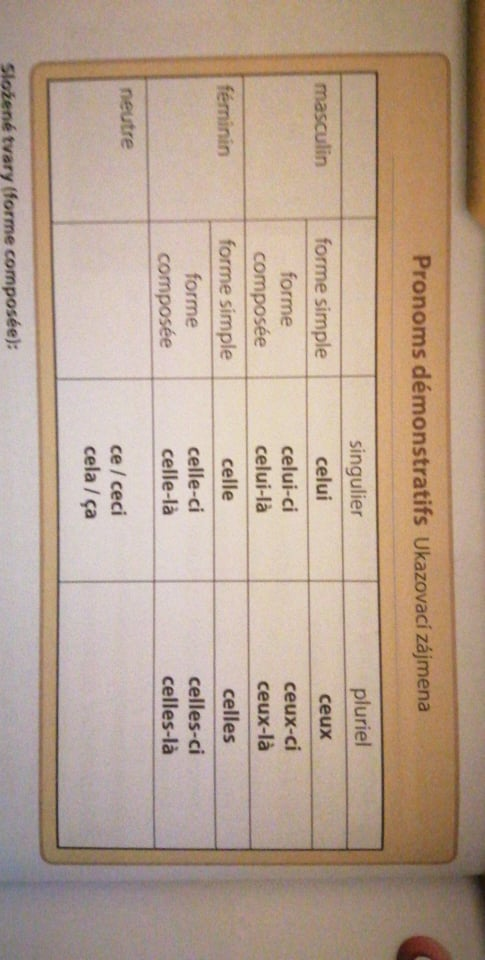 Pronoms démonstratifs Ukazovací zájmena
singulier pluriel
masculin forme simple celui ceux
forme celui-ci ceux-ci
composée celui-là ceux-là
féminin forme simple celle celles
forme celle-ci celles-ci
composée celle-là celles-là
neutre ce / ceci
cela / ça
Složené tvary (forme composée):